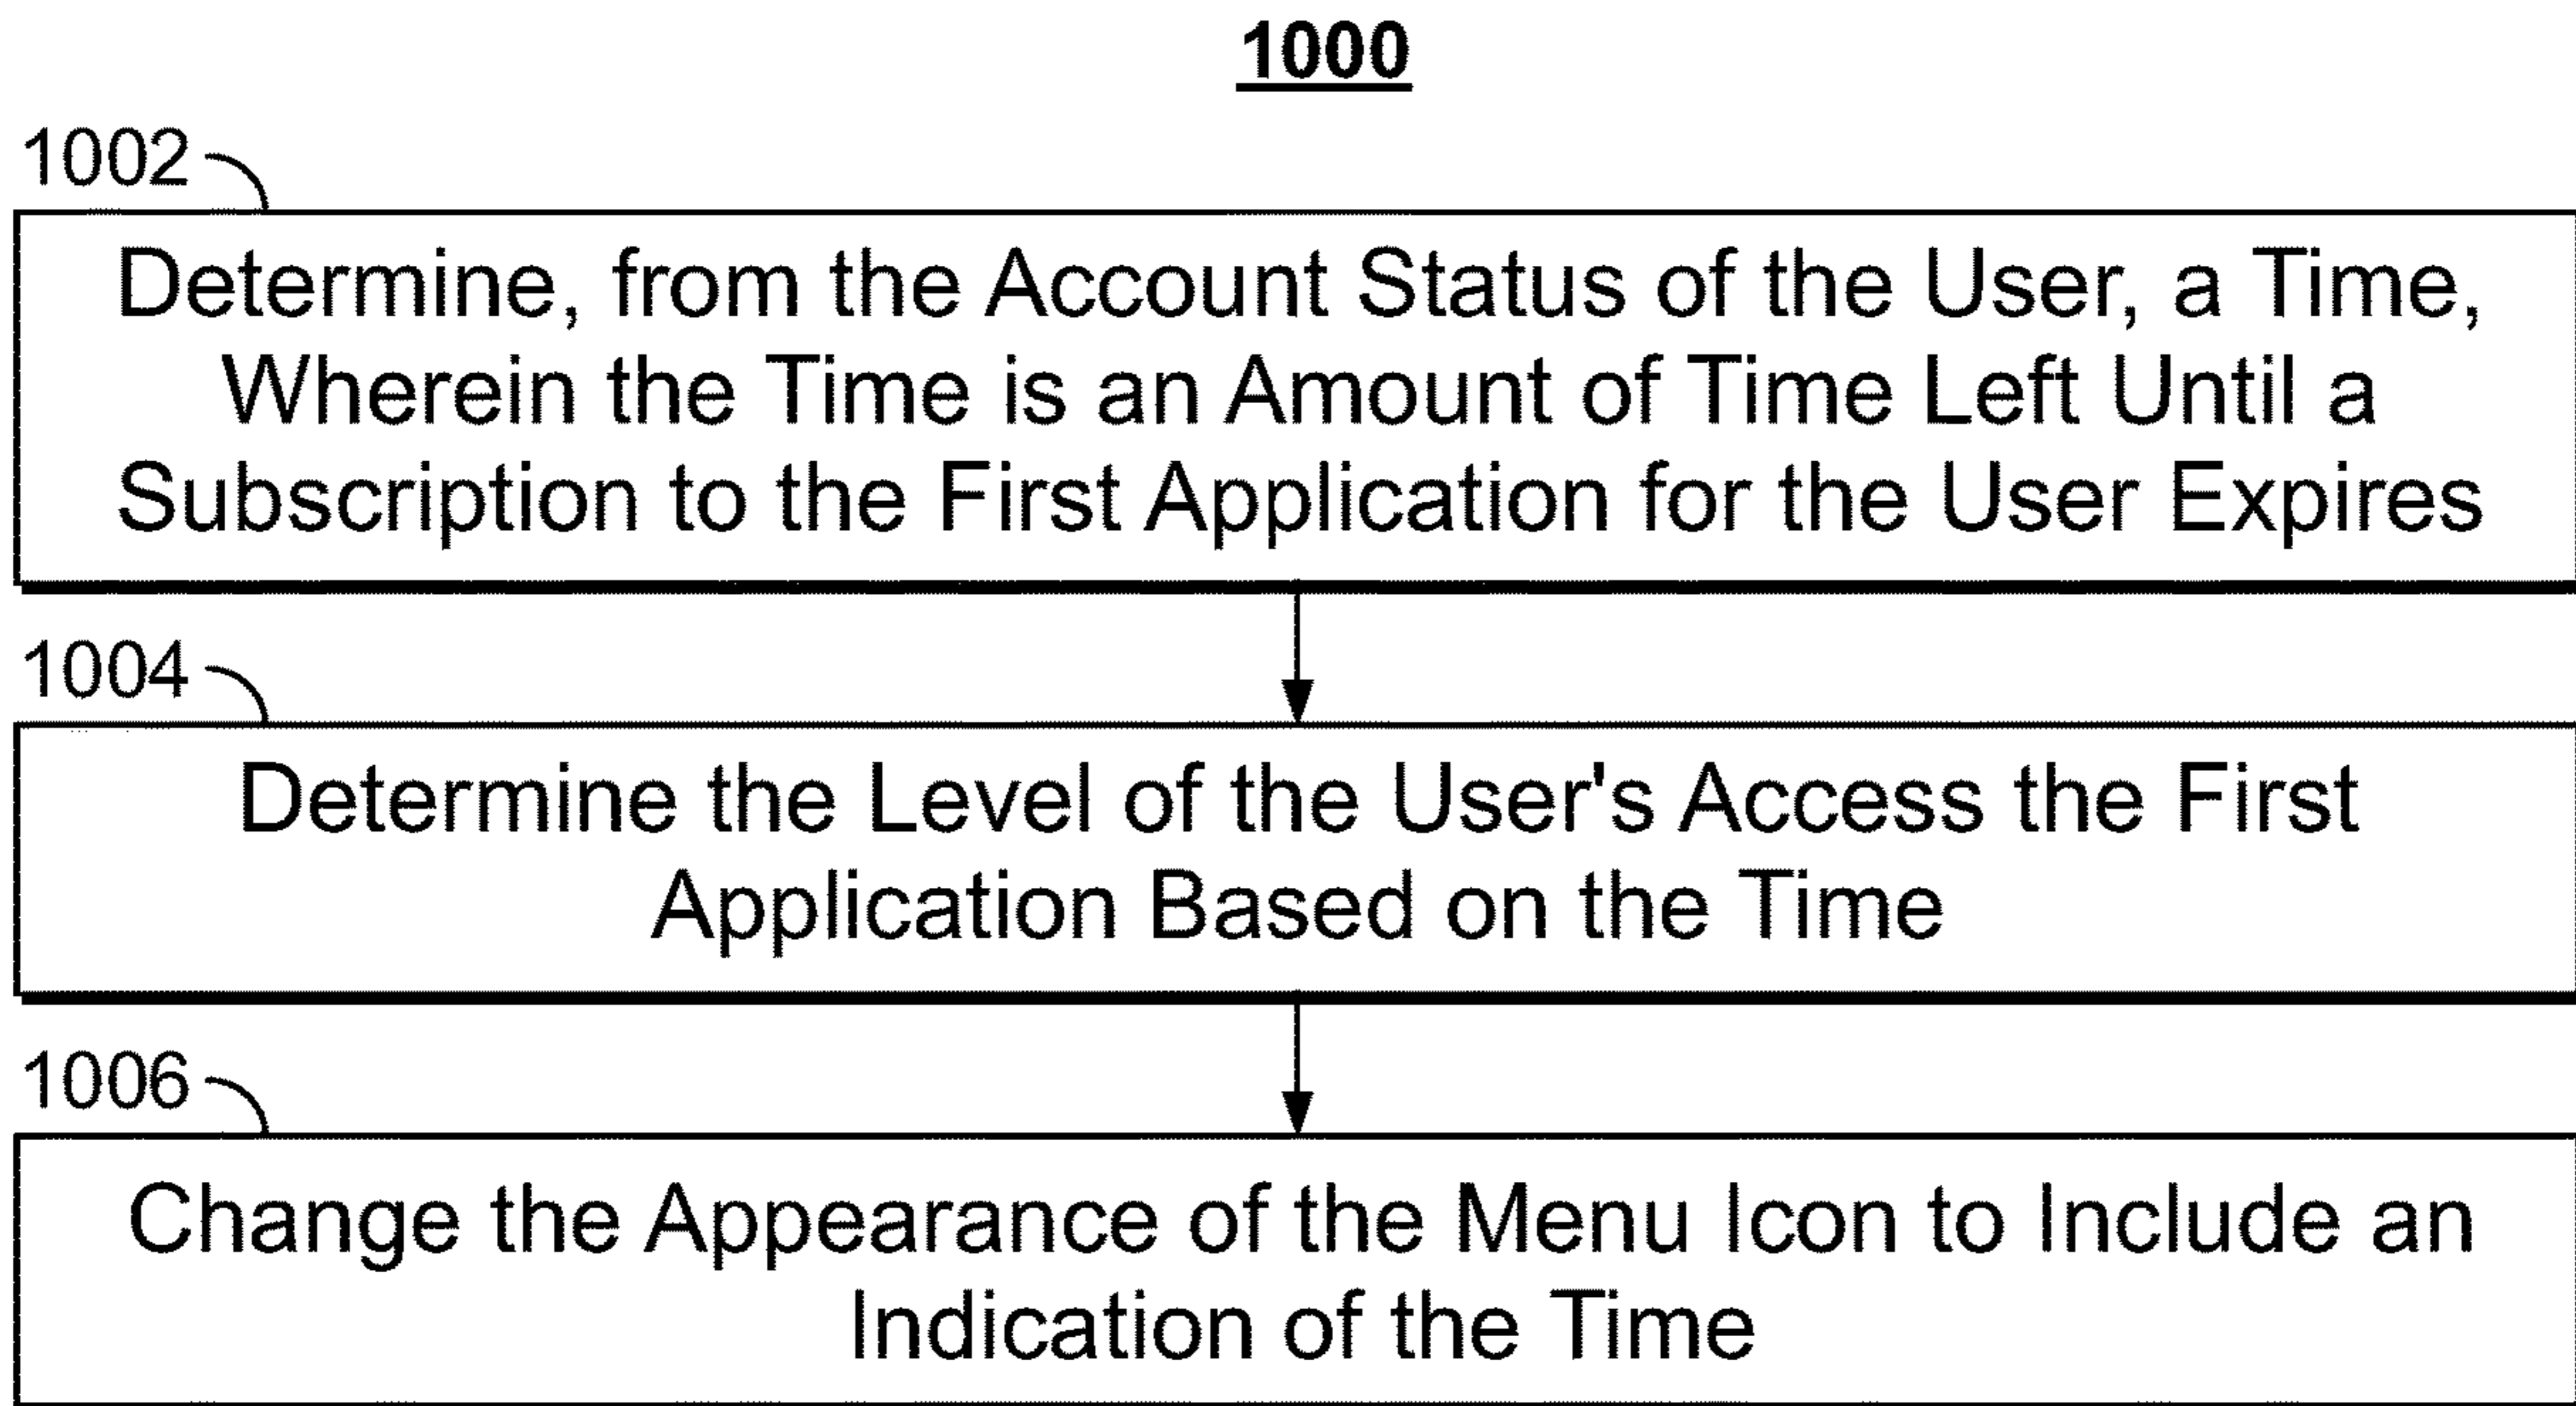 1000
1002
Determine, from the Account Status of the User, a Time,
Wherein the Time is an Amount of Time Left Until a
Subscription to the First Application for the User Expires
1004
Determine the Level of the User's Access the First
Application Based on the Time
1006
Change the Appearance of the Menu Icon to Include an
Indication of the Time